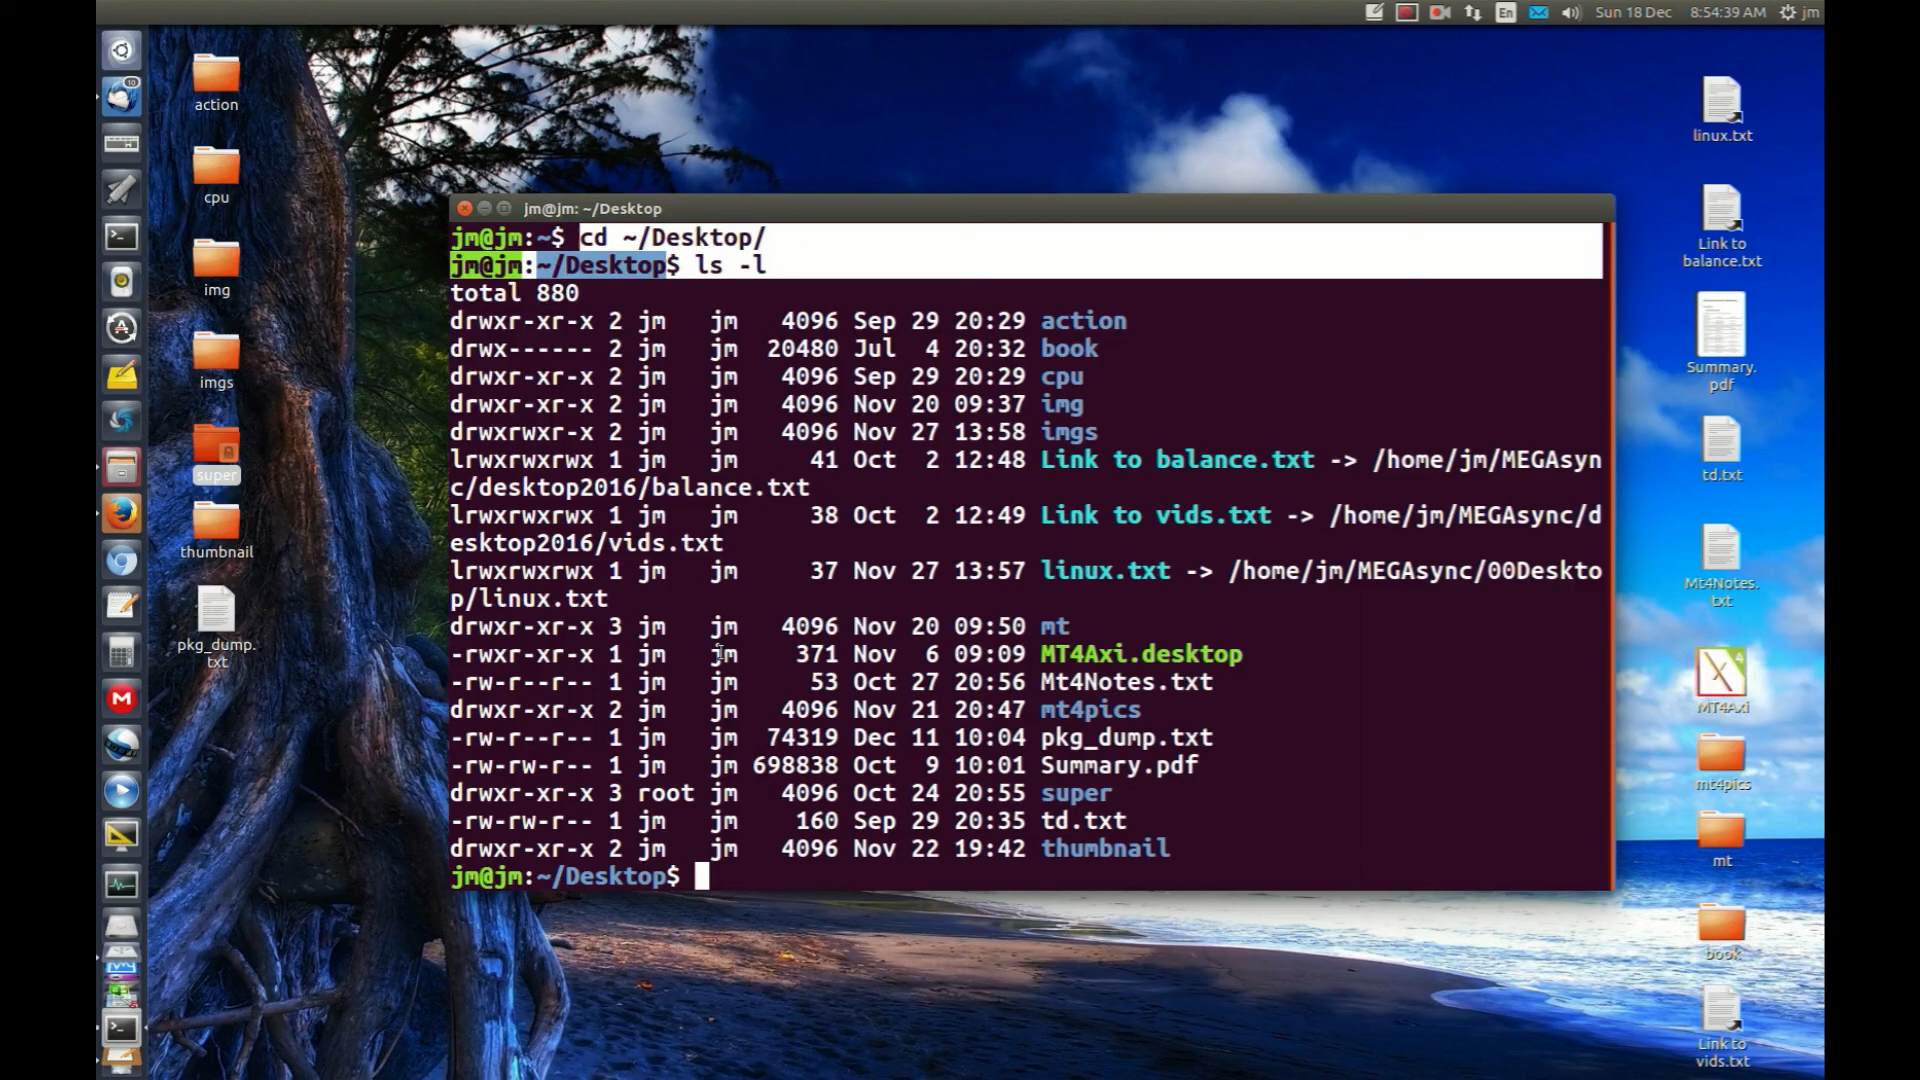 En
Sun 18 Dec
8:54:39 AM
jm
10
action
cpu
img
imgs
super
thumbnail
pkg_dump.
txt
jm@jm: ~/Desktop
jm@jm:~$ cd ~/Desktop/
jm@jm:~/Desktop$ ls -l
total 880
drwxr-xr-x 2 jm   jm   4096 Sep 29 20:29 action
drwx------ 2 jm   jm  20480 Jul  4 20:32 book
drwxr-xr-x 2 jm   jm   4096 Sep 29 20:29 cpu
drwxr-xr-x 2 jm   jm   4096 Nov 20 09:37 img
drwxrwxr-x 2 jm   jm   4096 Nov 27 13:58 imgs
lrwxrwxrwx 1 jm   jm     41 Oct  2 12:48 Link to balance.txt -> /home/jm/MEGAsyn
c/desktop2016/balance.txt
lrwxrwxrwx 1 jm   jm     38 Oct  2 12:49 Link to vids.txt -> /home/jm/MEGAsync/d
esktop2016/vids.txt
lrwxrwxrwx 1 jm   jm     37 Nov 27 13:57 linux.txt -> /home/jm/MEGAsync/00Deskto
p/linux.txt
drwxr-xr-x 3 jm   jm   4096 Nov 20 09:50 mt
-rwxr-xr-x 1 jm   jm    371 Nov  6 09:09 MT4Axi.desktop
-rw-r--r-- 1 jm   jm     53 Oct 27 20:56 Mt4Notes.txt
drwxr-xr-x 2 jm   jm   4096 Nov 21 20:47 mt4pics
-rw-r--r-- 1 jm   jm  74319 Dec 11 10:04 pkg_dump.txt
-rw-rw-r-- 1 jm   jm 698838 Oct  9 10:01 Summary.pdf
drwxr-xr-x 3 root jm   4096 Oct 24 20:55 super
-rw-rw-r-- 1 jm   jm    160 Sep 29 20:35 td.txt
drwxr-xr-x 2 jm   jm   4096 Nov 22 19:42 thumbnail
jm@jm:~/Desktop$
linux.txt
Link to
balance.txt
Summary.
pdf
td.txt
Mt4Notes.
txt
4
MT4Axi
mt4pics
mt
book
Link to
vids.txt